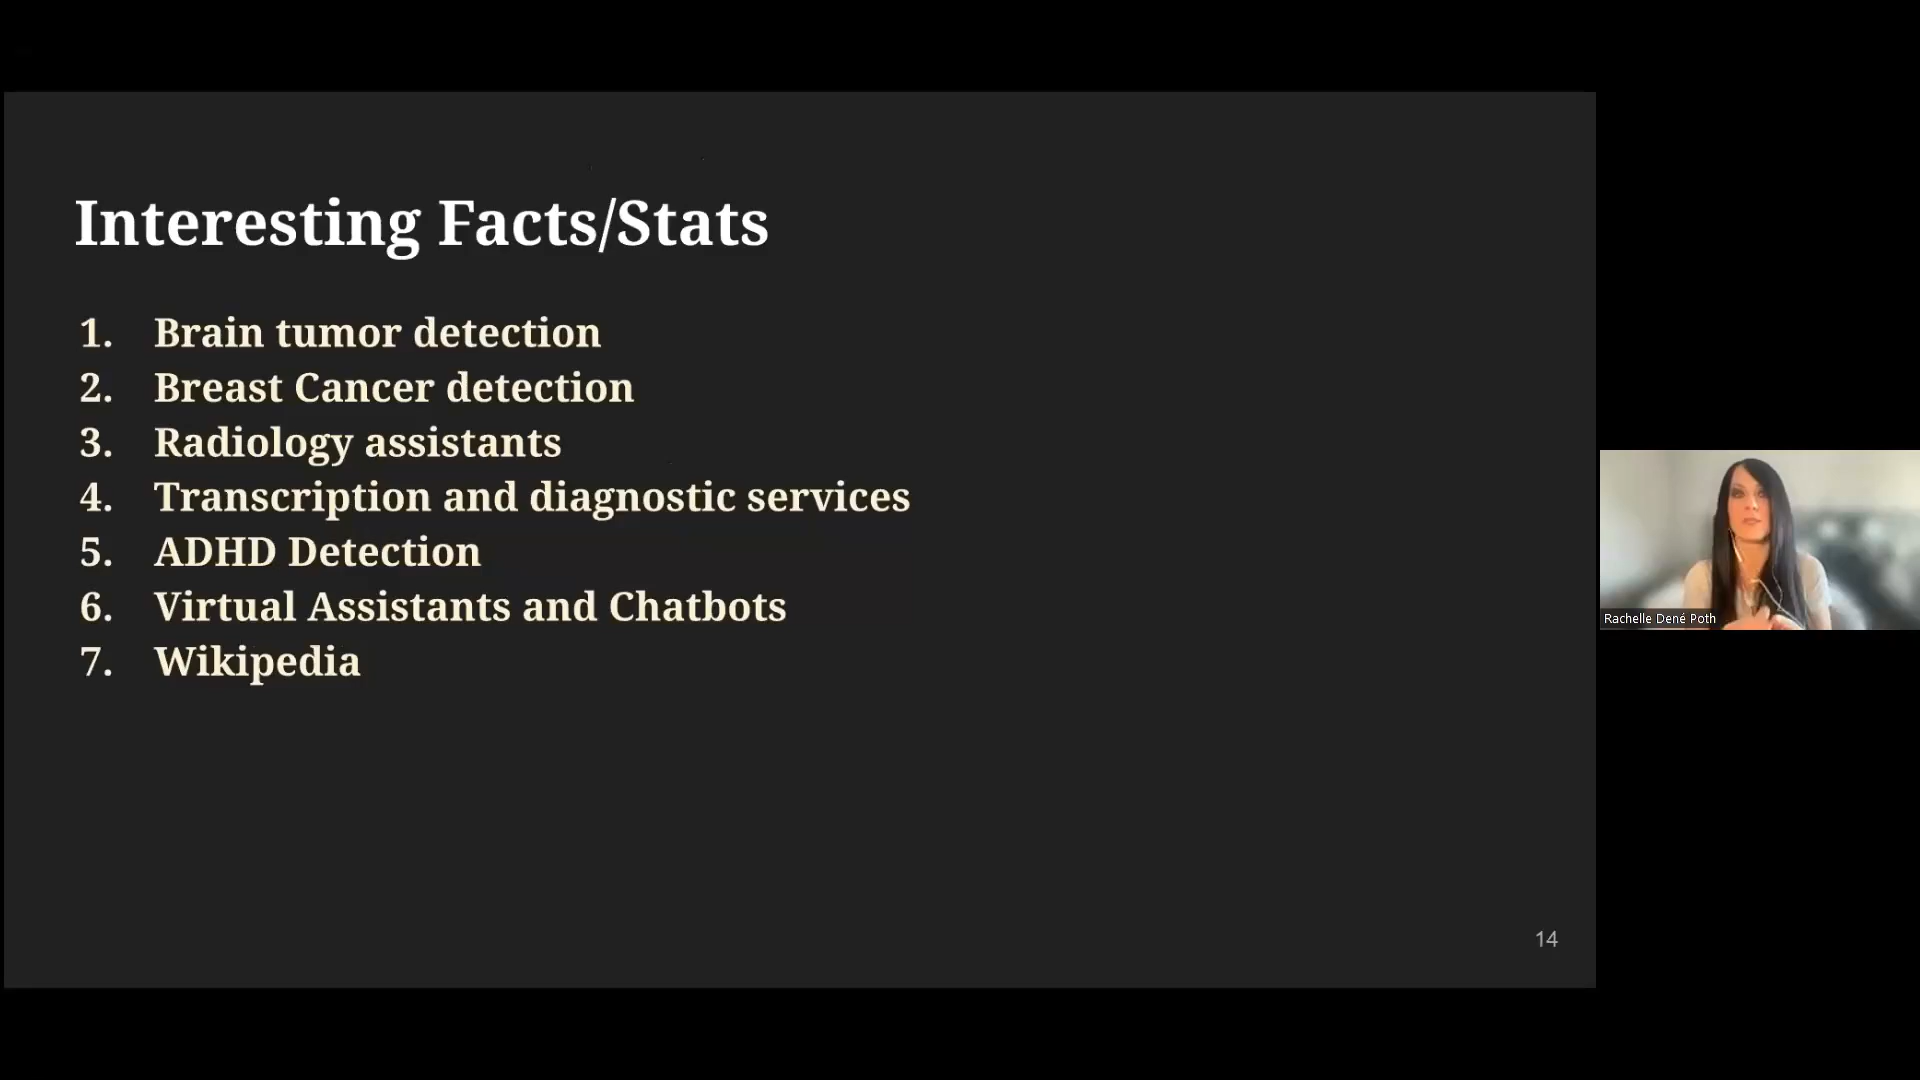 Interesting Facts/Stats
1. Brain tumor detection
2. Breast Cancer detection
3. Radiology assistants
4. Transcription and diagnostic services
5. ADHD Detection
6. Virtual Assistants and Chatbots
7. Wikipedia
14
Rachelle Dené Poth